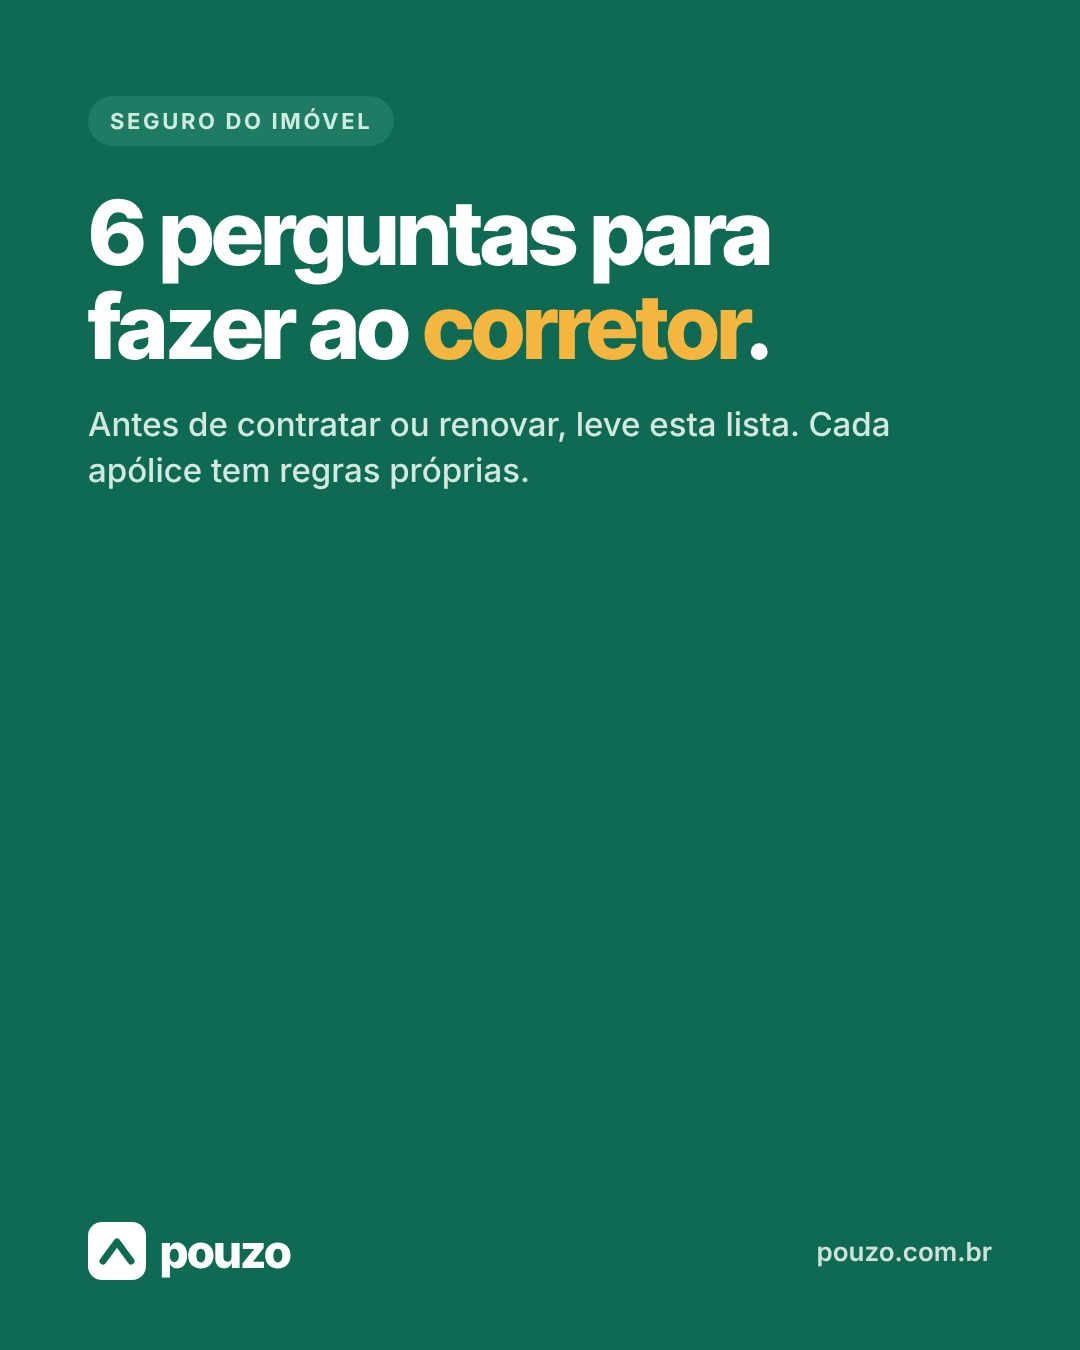 SEGURO DO IMÓVEL
6 perguntas para
fazer ao corretor.
Antes de contratar ou renovar, leve esta lista. Cada
apólice tem regras próprias.
pouzo
pouzo.com.br